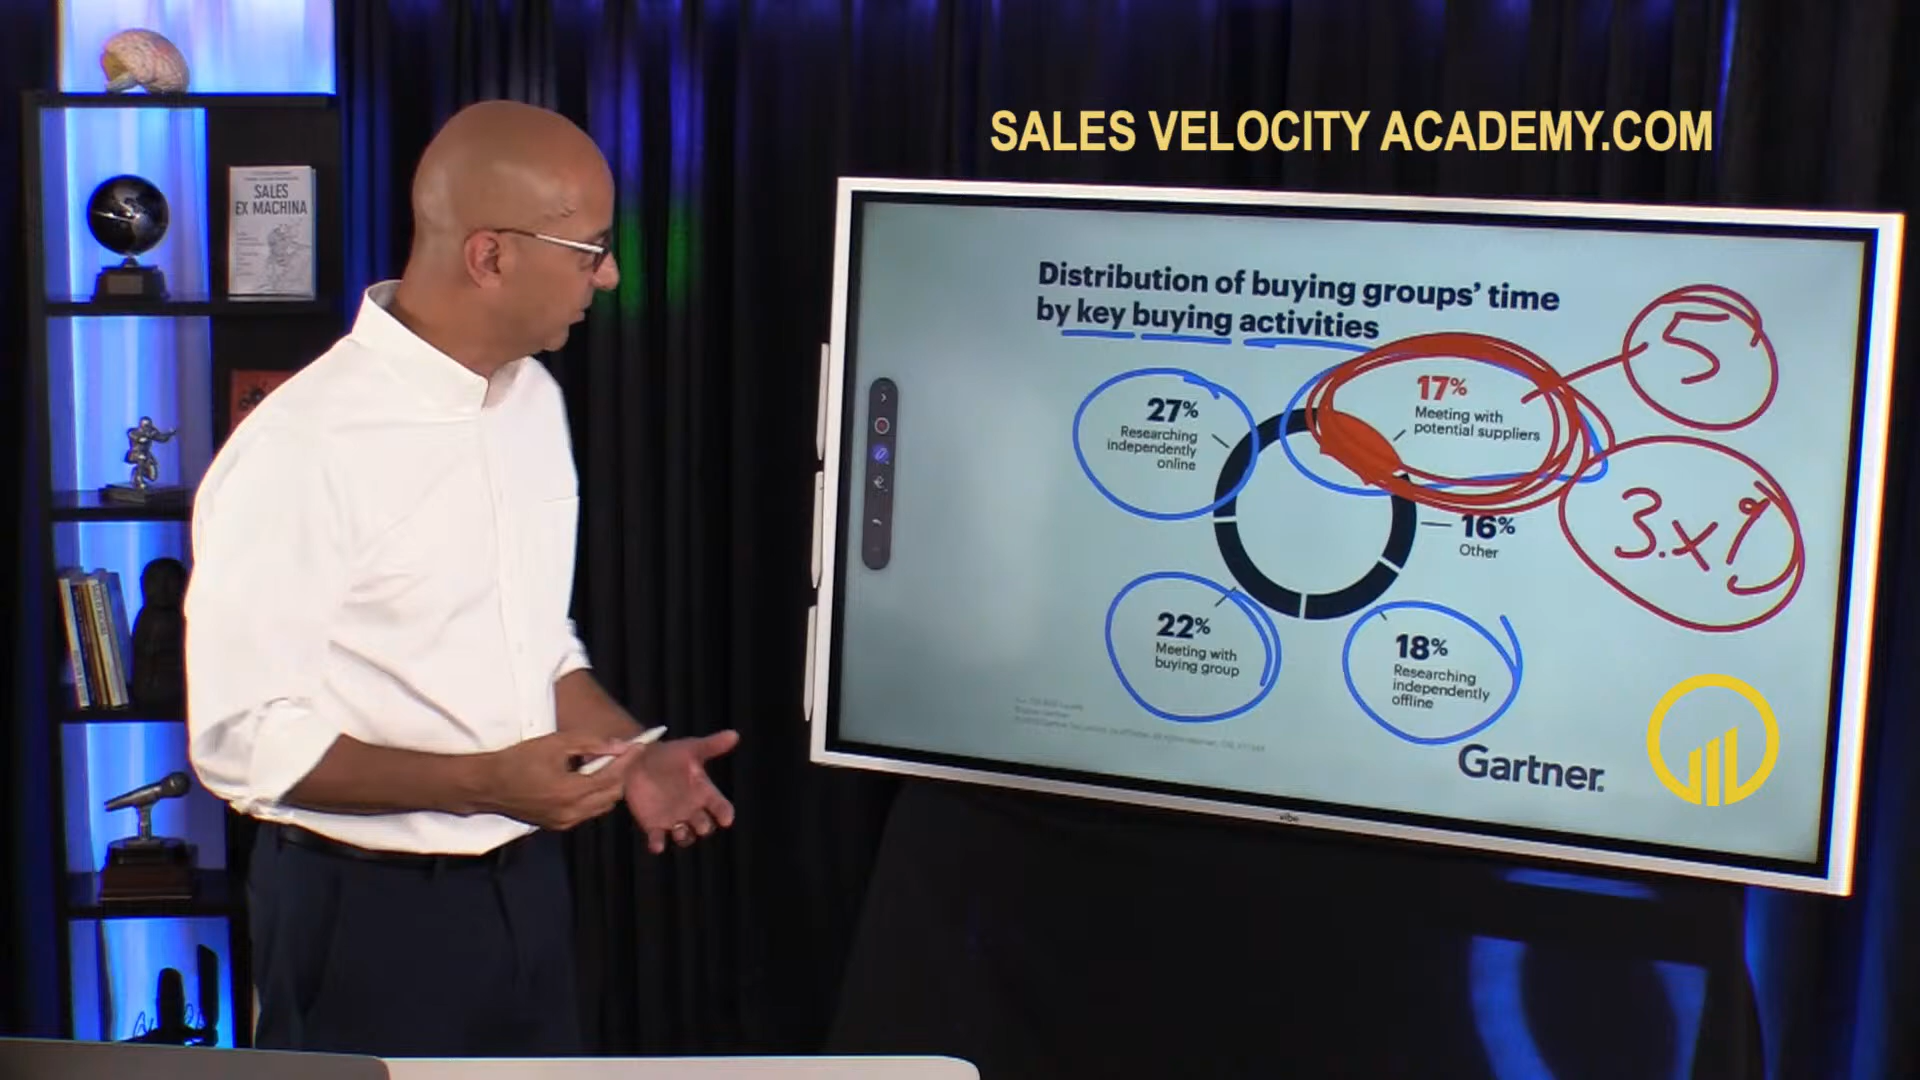 SALES VELOCITY ACADEMY.COM
SALES
EX MACHINA
Distribution of buying groups' time
by key buying activities
5
17%
Meeting with
potential suppliers
27%
Researching
independently
online
3.x%
16%
Other
22%
Meeting with
buying group
18%
Researching
independently
offline
Gartner.
vibe